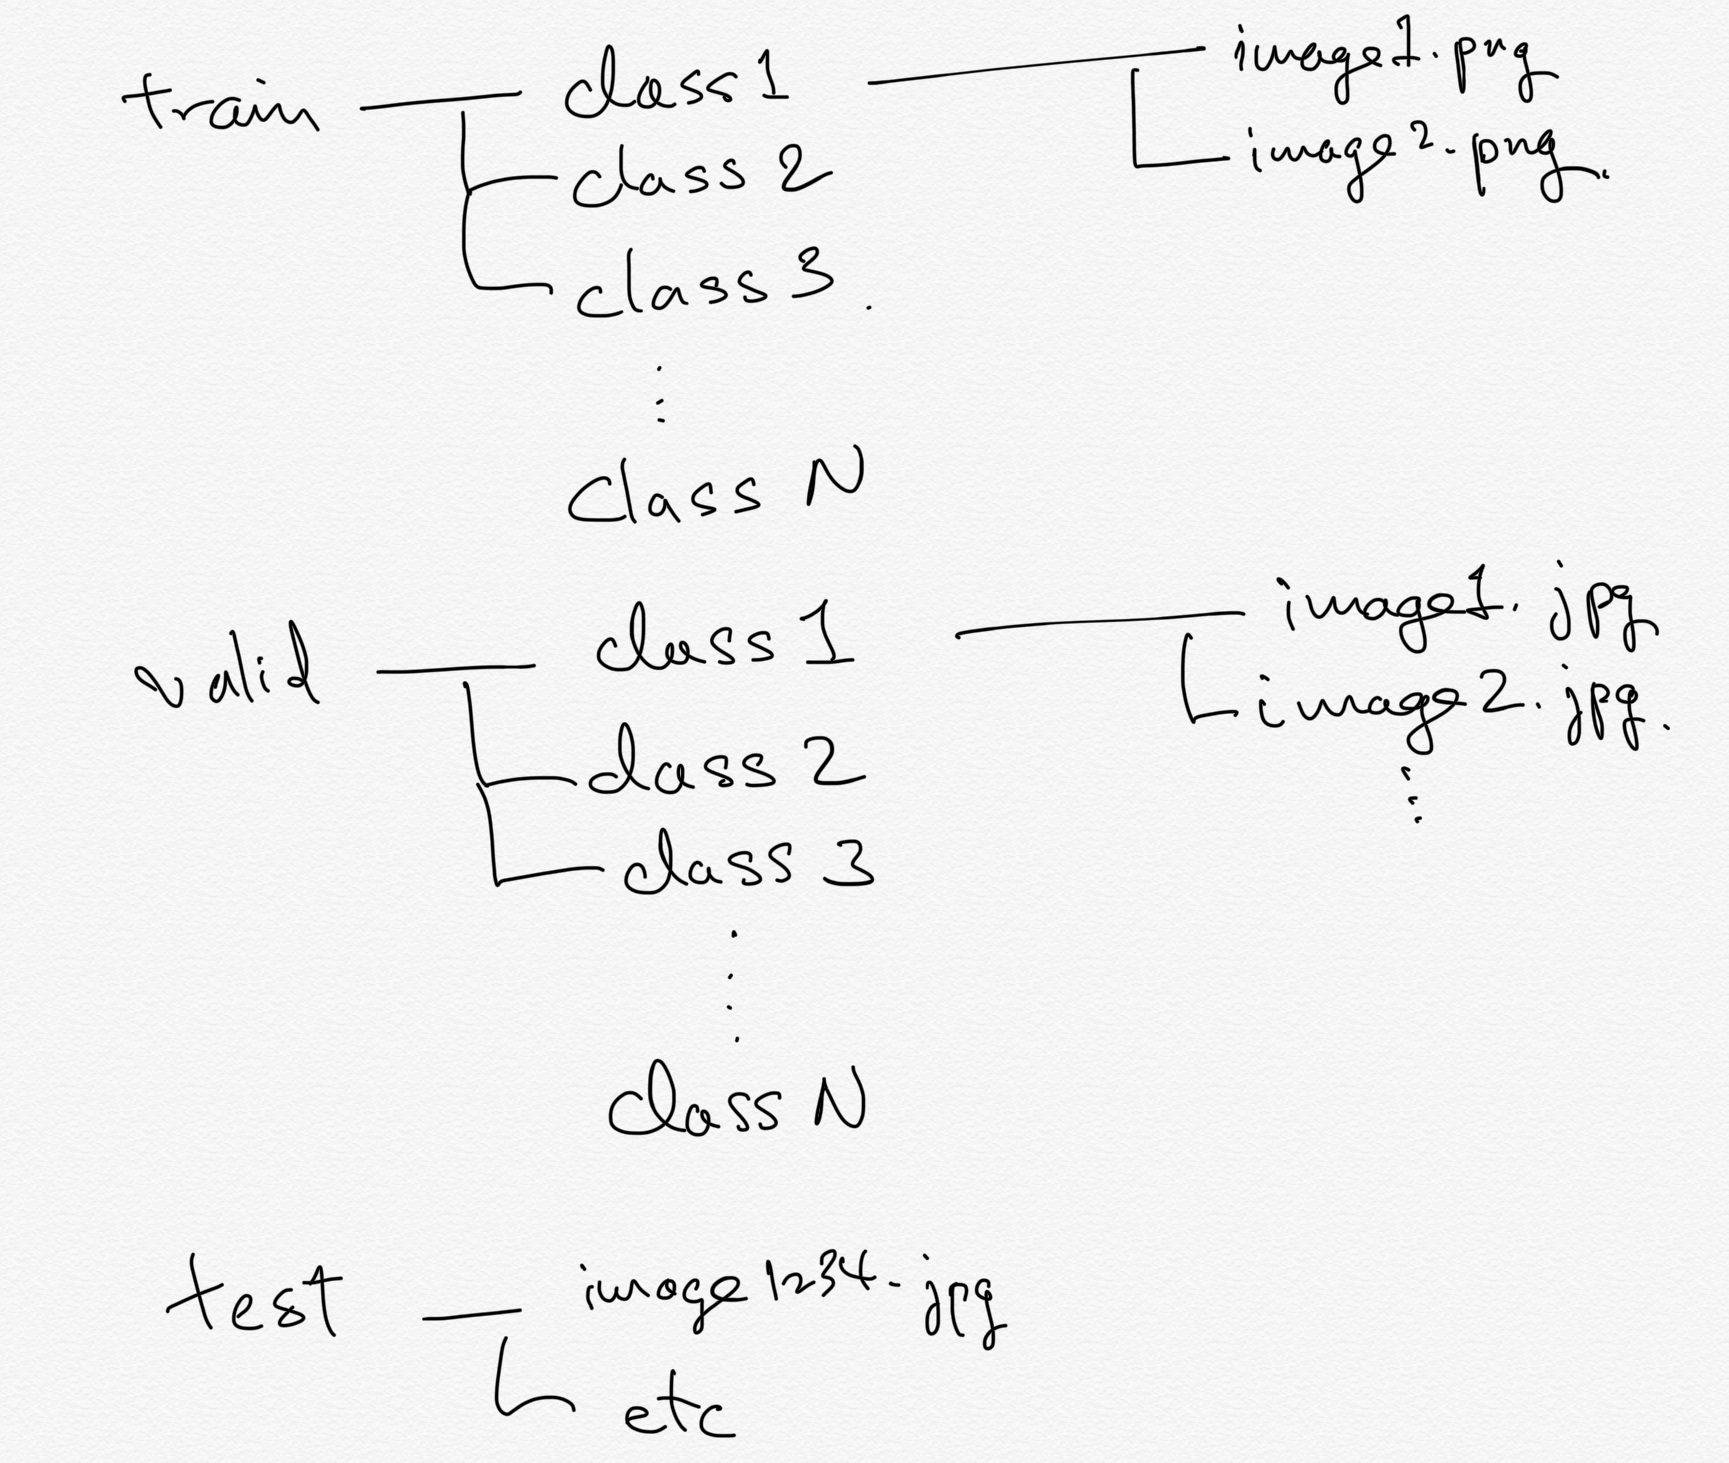 train class 1 image1.png
image2.png.
class 2
class 3.
Class N
valid class 1 image1.jpg
image2.jpg.
class 2
class 3
class N
test image1234.jpg
etc